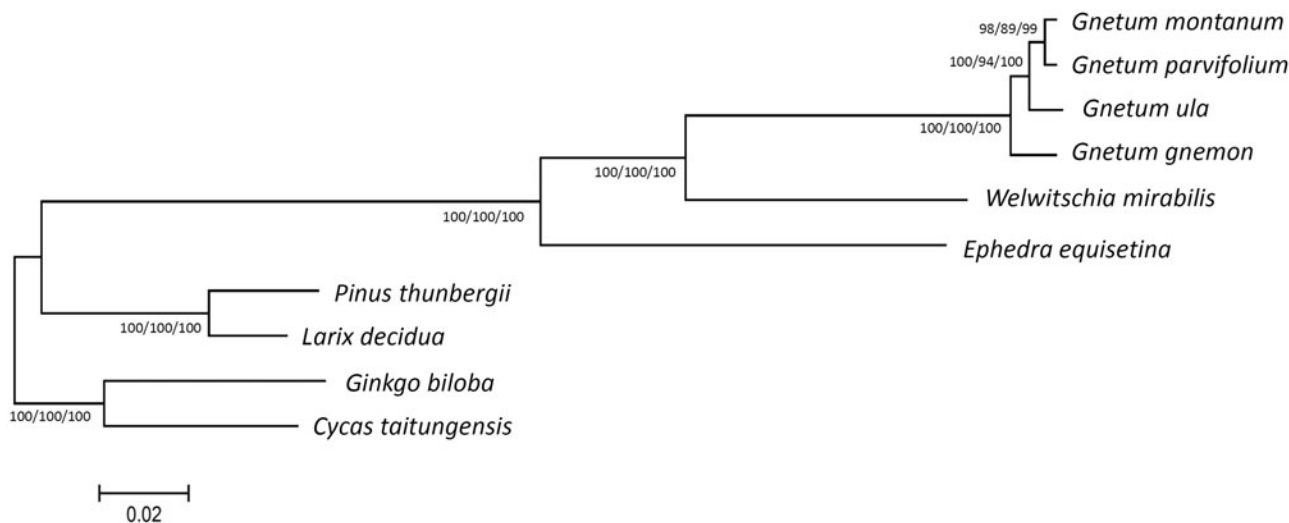 98/89/99
Gnetum montanum
100/94/100
Gnetum parvifolium
Gnetum ula
100/100/100
Gnetum gnemon
100/100/100
Welwitschia mirabilis
100/100/100
Ephedra equisetina
Pinus thunbergii
100/100/100
Larix decidua
Ginkgo biloba
100/100/100
Cycas taitungensis
0.02